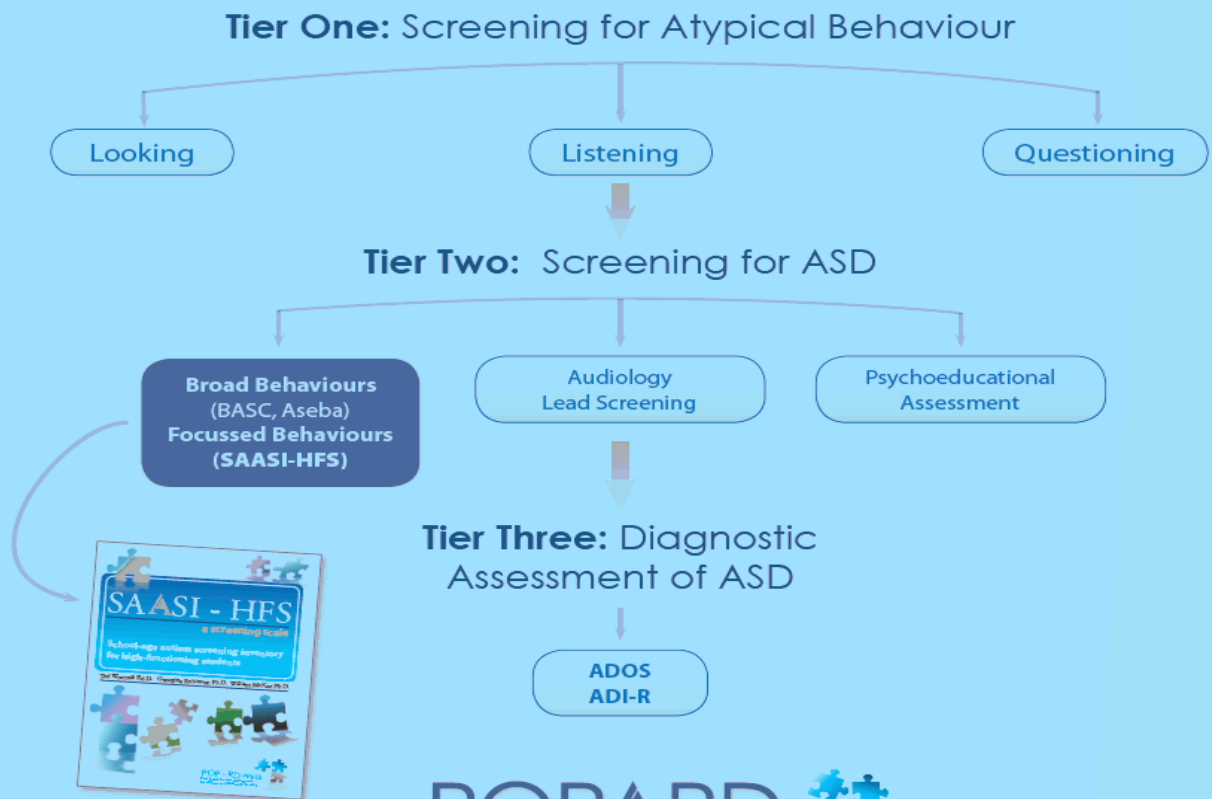 Tier One: Screening for Atypical Behaviour
Looking
Listening
Questioning
Tier Two: Screening for ASD
Broad Behaviours
(BASC, Aseba)
Focussed Behaviours
(SAASI-HFS)
Audiology
Lead Screening
Psychoeducational
Assessment
Tier Three: Diagnostic
Assessment of ASD
SAASI - HFS
a screening scale
School-age autism screening inventory
for high-functioning students
ADOS
ADI-R
POPARD